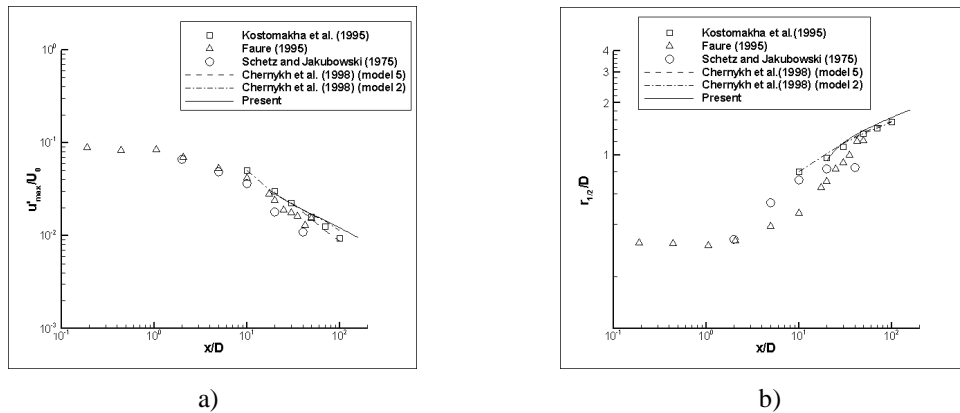 Kostomakha et al. (1995)
Faure (1995)
Schetz and Jakubowski (1975)
Chernykh et al. (1998) (model 5)
Chernykh et al. (1998) (model 2)
Present
10⁰
10⁻¹
10⁻²
10⁻³
u'max/U0
10⁻¹ 10⁰ 10¹ 10²
x/D
a)
Kostomakha et al.(1995)
Faure (1995)
Schetz and Jakubowski (1975)
Chernykh et al. (1998) (model 5)
Chernykh et al.(1998) (model 2)
Present
4
3
2
1
r1/2/D
10⁻¹ 10⁰ 10¹ 10²
x/D
b)